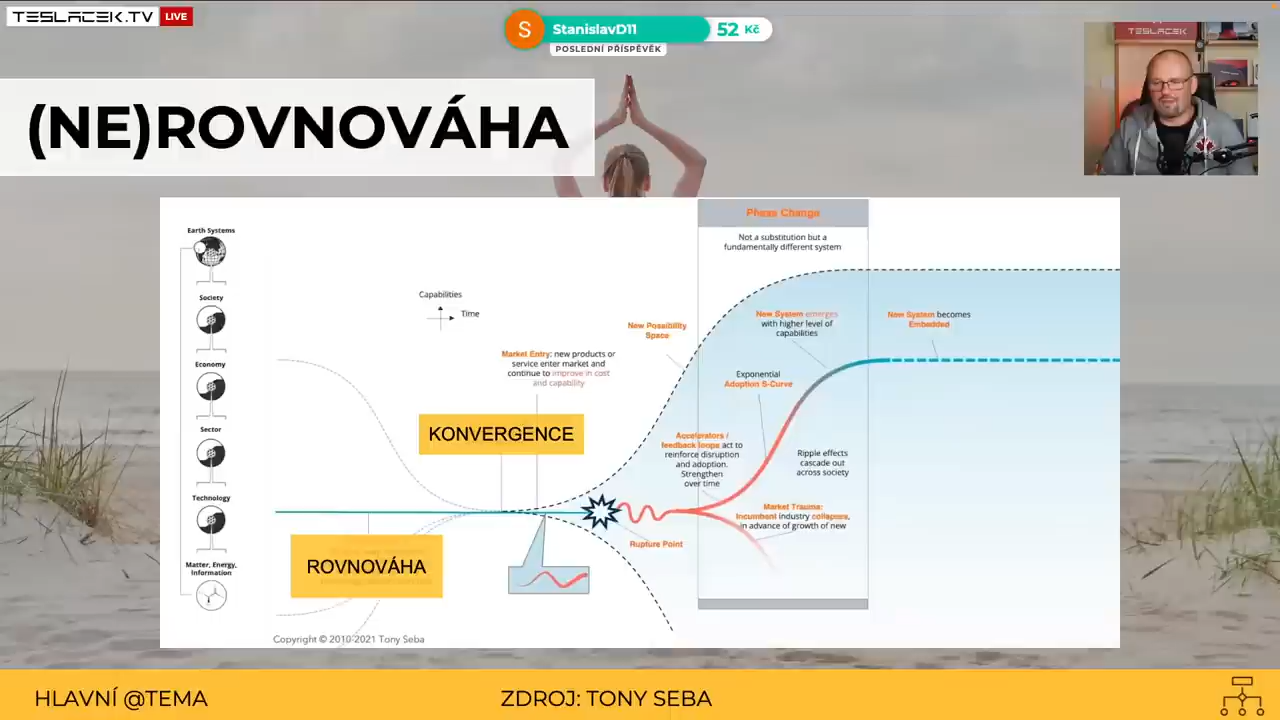 TESLACEK.TV LIVE
S
StanislavD11
52 Kč
POSLEDNÍ PŘÍSPĚVEK
TESLACEK
(NE)ROVNOVÁHA
Phase Change
Not a substitution but a
fundamentally different system
Earth Systems
Society
Economy
Sector
Technology
Matter, Energy,
Information
Capabilities
Time
Market Entry: new products or
service enter market and
continue to improve in cost
and capability
KONVERGENCE
ROVNOVÁHA
New Possibility
Space
New System emerges
with higher level of
capabilities
New System becomes
Embedded
Exponential
Adoption S-Curve
Accelerators /
feedback loops act to
reinforce disruption
and adoption.
Strengthen
over time
Ripple effects
cascade out
across society
Market Trauma:
Incumbent industry collapses,
in advance of growth of new
Rupture Point
Copyright © 2010-2021 Tony Seba
HLAVNÍ @TEMA
ZDROJ: TONY SEBA